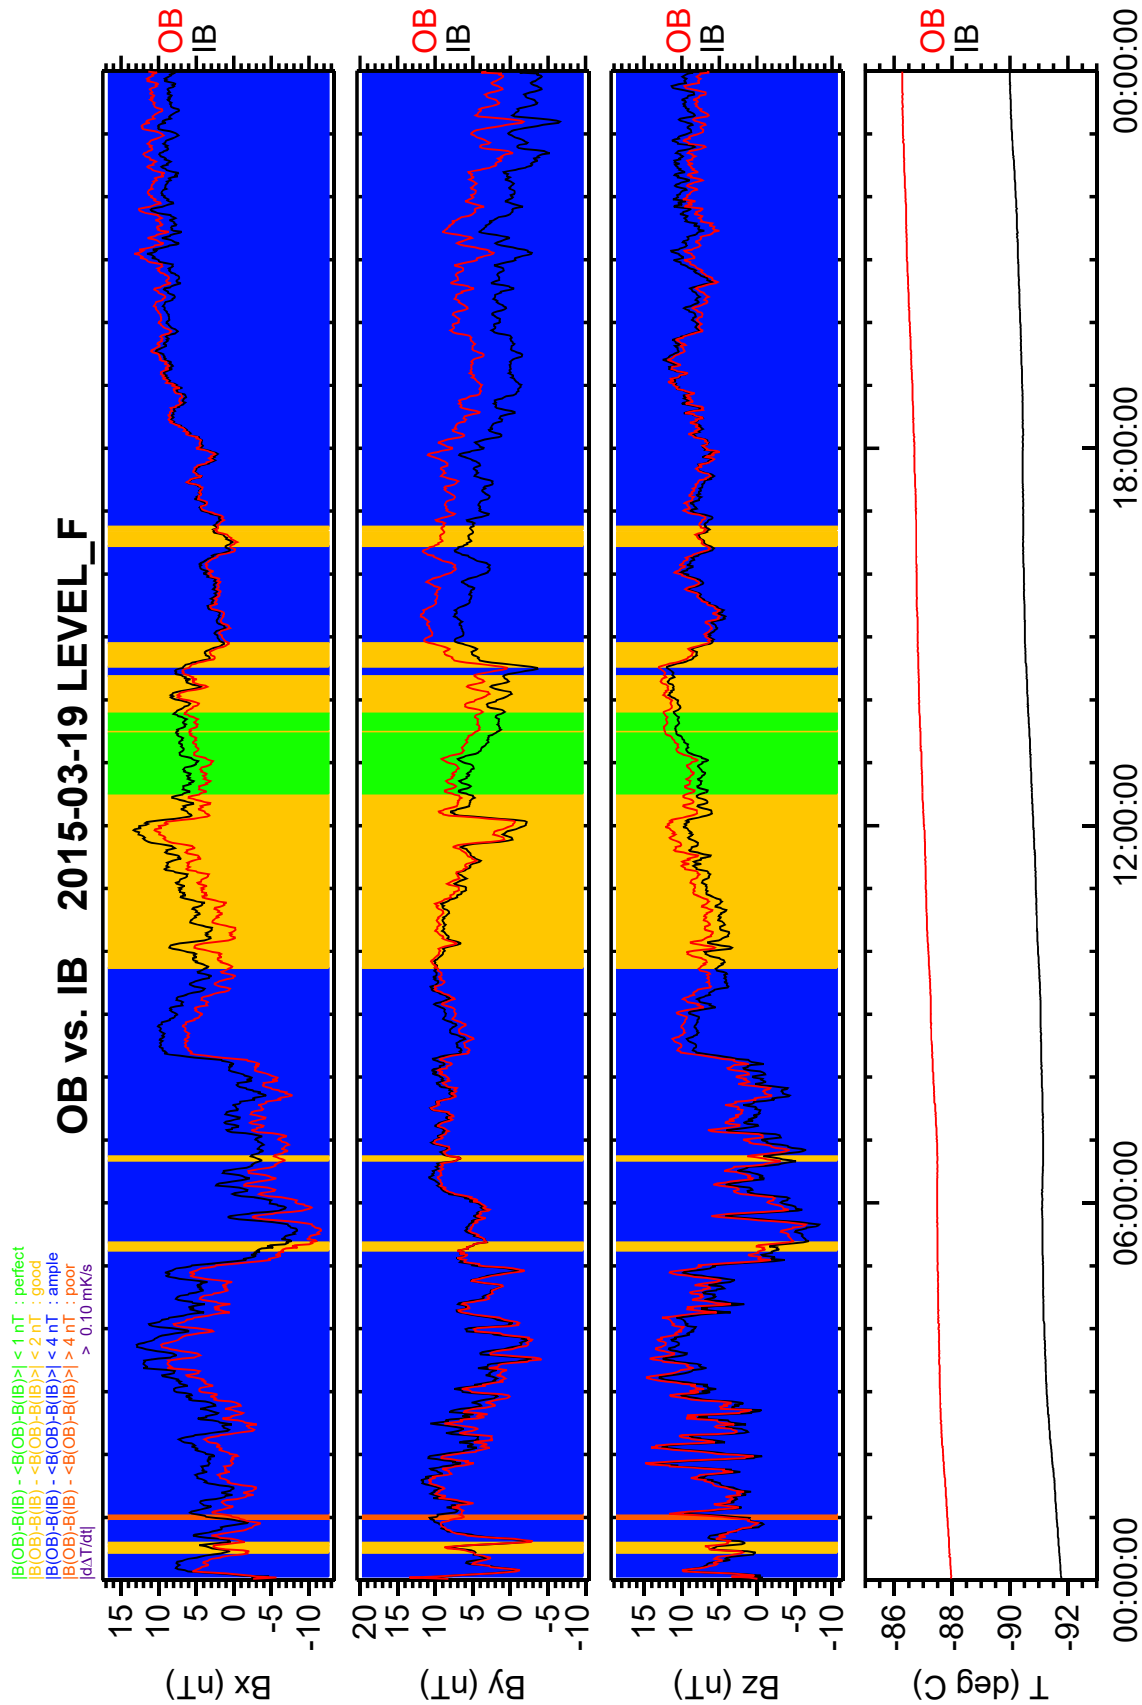 |B(OB)-B(IB) - <B(OB)-B(IB)>| < 1 nT : perfect
|B(OB)-B(IB) - <B(OB)-B(IB)>| < 2 nT : good
|B(OB)-B(IB) - <B(OB)-B(IB)>| < 4 nT : ample
|B(OB)-B(IB) - <B(OB)-B(IB)>| > 4 nT : poor
|dΔT/dt| > 0.10 mK/s
OB vs. IB 2015-03-19 LEVEL_F
Bx (nT)
15
10
5
0
-5
-10
OB
IB
By (nT)
20
15
10
5
0
-5
-10
OB
IB
Bz (nT)
15
10
5
0
-5
-10
OB
IB
T (deg C)
-86
-88
-90
-92
OB
IB
00:00:00
06:00:00
12:00:00
18:00:00
00:00:00